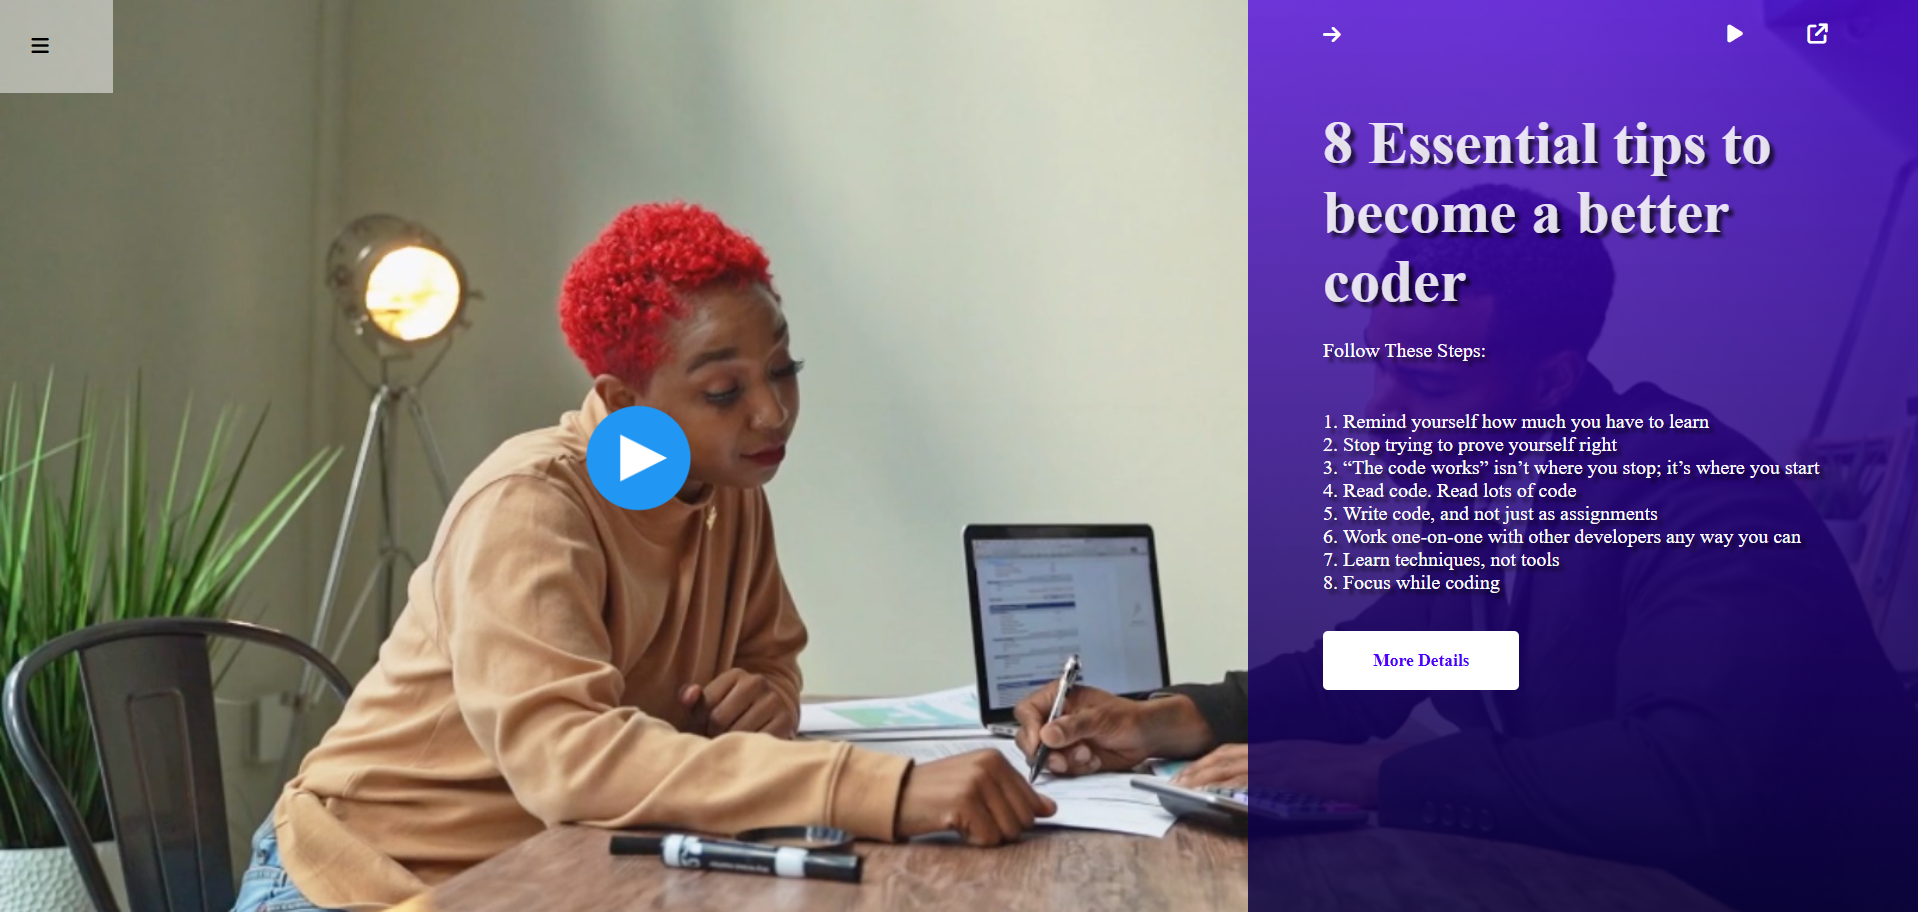 8 Essential tips to
become a better
coder
Follow These Steps:
1. Remind yourself how much you have to learn
2. Stop trying to prove yourself right
3. “The code works” isn’t where you stop; it’s where you start
4. Read code. Read lots of code
5. Write code, and not just as assignments
6. Work one-on-one with other developers any way you can
7. Learn techniques, not tools
8. Focus while coding
More Details